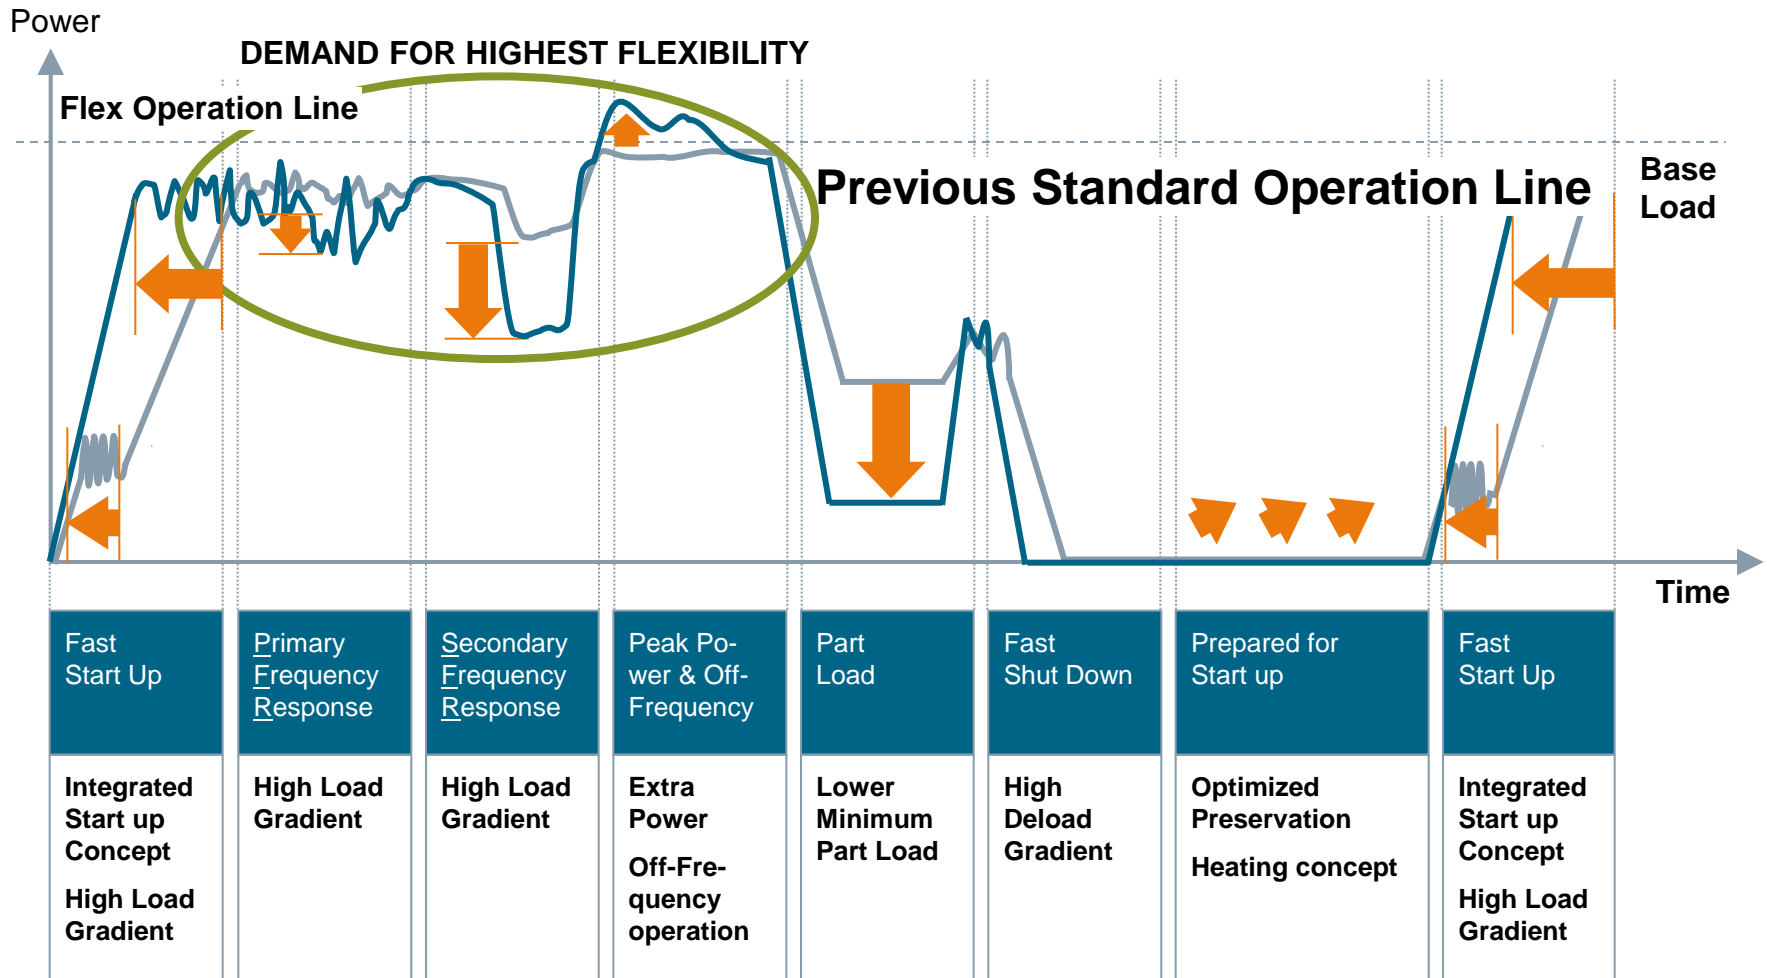 Power
DEMAND FOR HIGHEST FLEXIBILITY
Flex Operation Line
Previous Standard Operation Line
Base
Load
Time
Fast
Start Up
Primary
Frequency
Response
Secondary
Frequency
Response
Peak Po-
wer & Off-
Frequency
Part
Load
Fast
Shut Down
Prepared for
Start up
Fast
Start Up
Integrated
Start up
Concept
High Load
Gradient
High Load
Gradient
High Load
Gradient
Extra
Power
Off-Fre-
quency
operation
Lower
Minimum
Part Load
High
Deload
Gradient
Optimized
Preservation
Heating concept
Integrated
Start up
Concept
High Load
Gradient